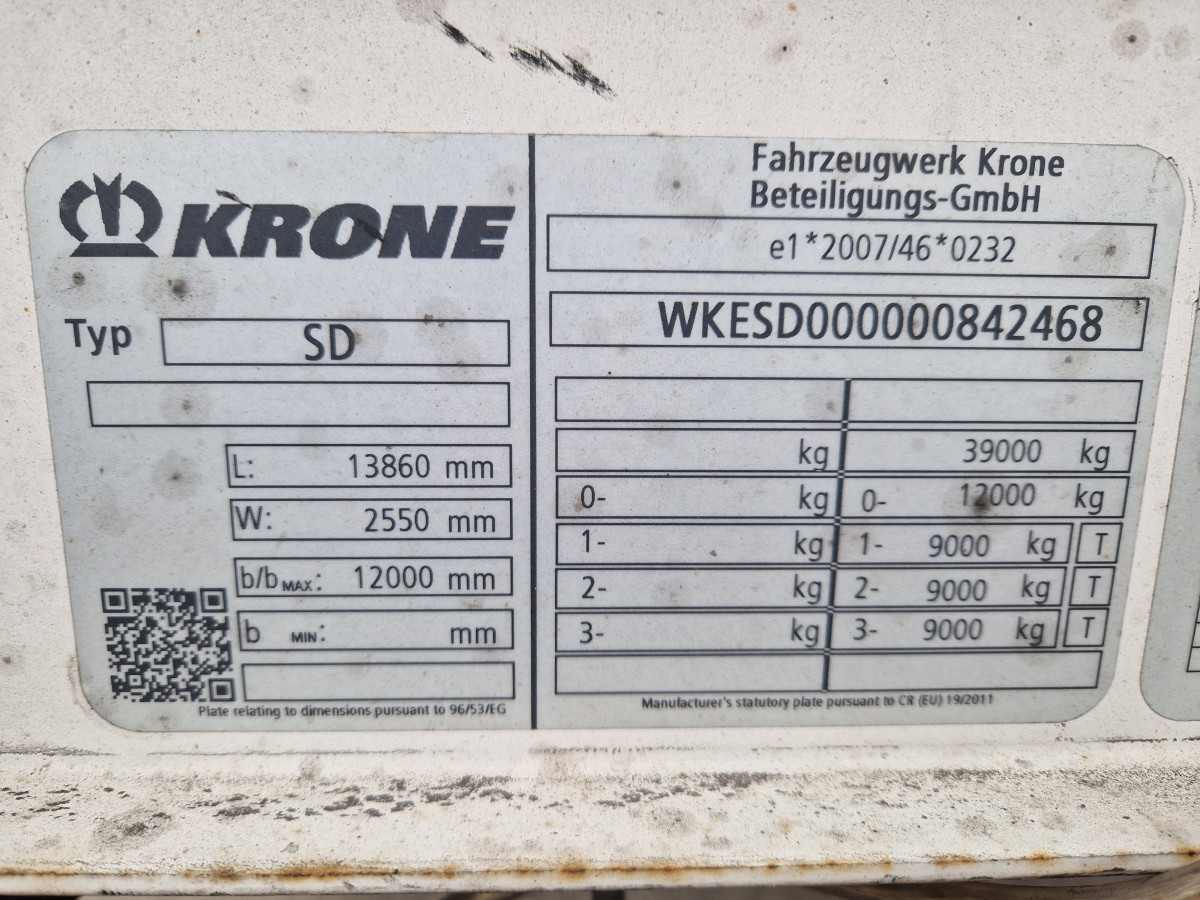 KRONE
Typ SD
L: 13860 mm
W: 2550 mm
b/b MAX: 12000 mm
b MIN: mm
Plate relating to dimensions pursuant to 96/53/EG
Fahrzeugwerk Krone
Beteiligungs-GmbH
e1*2007/46*0232
WKESD000000842468
kg 39000 kg
0- kg 0- 12000 kg
1- kg 1- 9000 kg T
2- kg 2- 9000 kg T
3- kg 3- 9000 kg T
Manufacturer's statutory plate pursuant to CR (EU) 19/2011